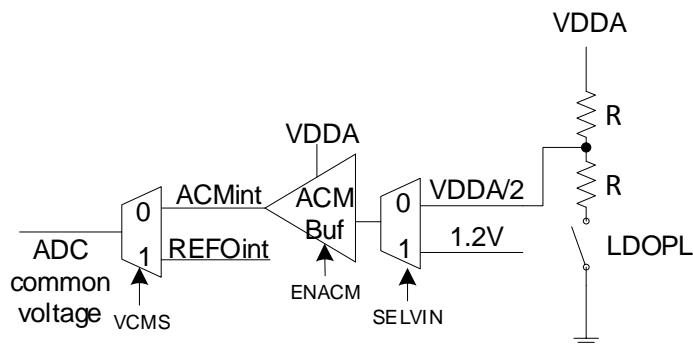 VDDA
R
VDDA
ACMint
ACM
Buf
0
VDDA/2
R
0
1
REFOint
1
1.2V
LDOPL
ADC
common
voltage
VCMS
ENACM
SELVIN